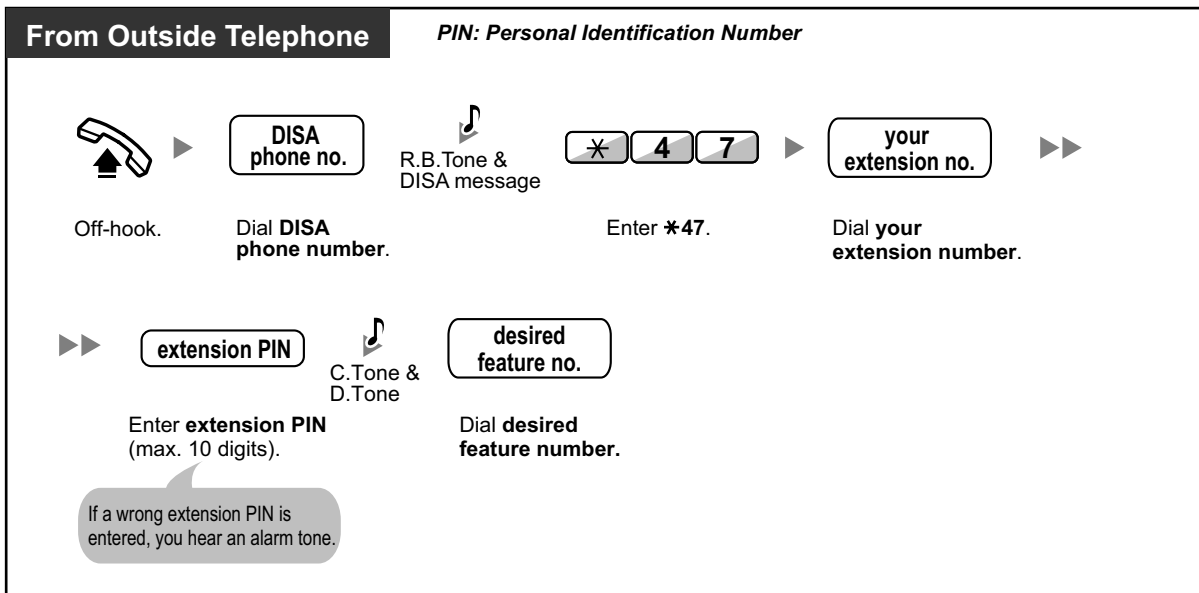 From Outside Telephone
PIN: Personal Identification Number
DISA
phone no.
R.B.Tone &
DISA message
* 4 7
your
extension no.
Off-hook.
Dial DISA
phone number.
Enter *47.
Dial your
extension number.
extension PIN
C.Tone &
D.Tone
desired
feature no.
Enter extension PIN
(max. 10 digits).
Dial desired
feature number.
If a wrong extension PIN is
entered, you hear an alarm tone.